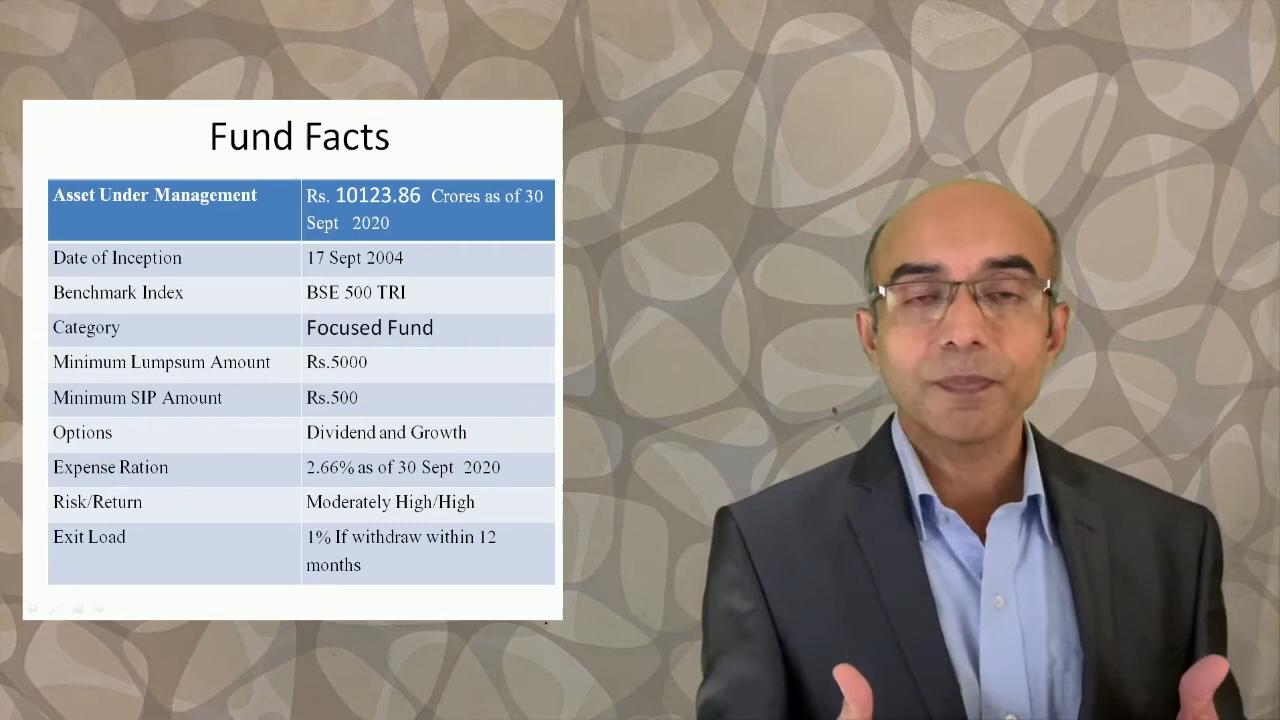 Fund Facts
Asset Under Management
Rs. 10123.86 Crores as of 30
Sept 2020
Date of Inception
17 Sept 2004
Benchmark Index
BSE 500 TRI
Category
Focused Fund
Minimum Lumpsum Amount
Rs.5000
Minimum SIP Amount
Rs.500
Options
Dividend and Growth
Expense Ration
2.66% as of 30 Sept 2020
Risk/Return
Moderately High/High
Exit Load
1% If withdraw within 12
months